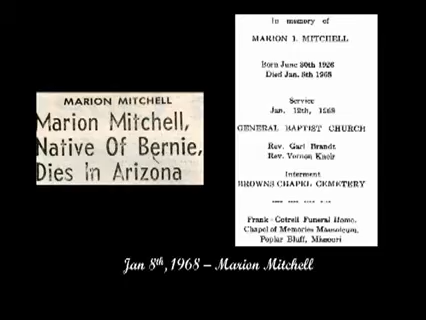 MARION MITCHELL
Marion Mitchell,
Native Of Bernie,
Dies In Arizona
In memory
of
MARION I. MITCHELL
Born June 30th 1926
Died Jan. 8th 1968
Service
Jan. 12th, 1968
GENERAL BAPTIST CHURCH
Rev. Garl Brandt
Rev. Vernon
Interment
BROWNS CHAPEL CEMETERY
Frank-Cotrell Funeral Home,
Chapel of Memories Mausoleum,
Poplar Bluff, Missouri
Jan 8th, 1968 – Marion Mitchell